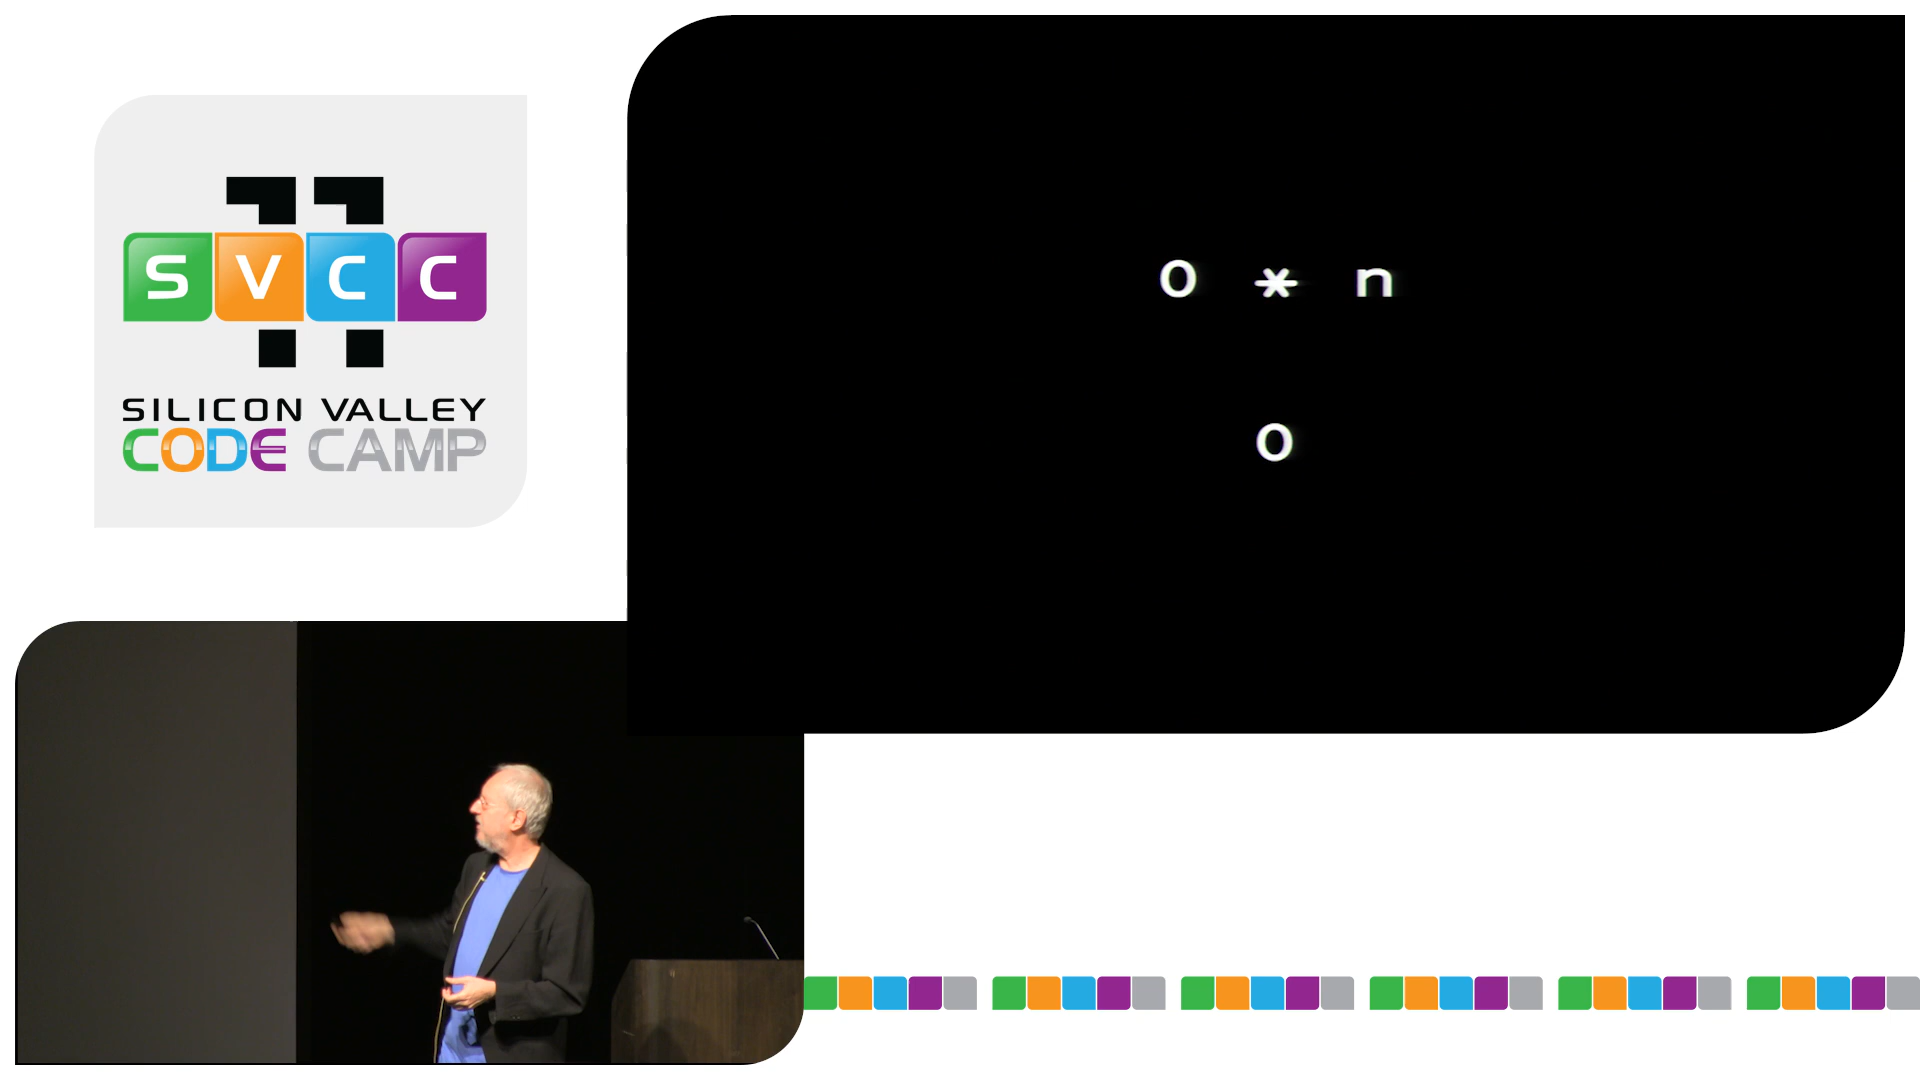 SVCC
SILICON VALLEY
CODE CAMP
0 * n
0